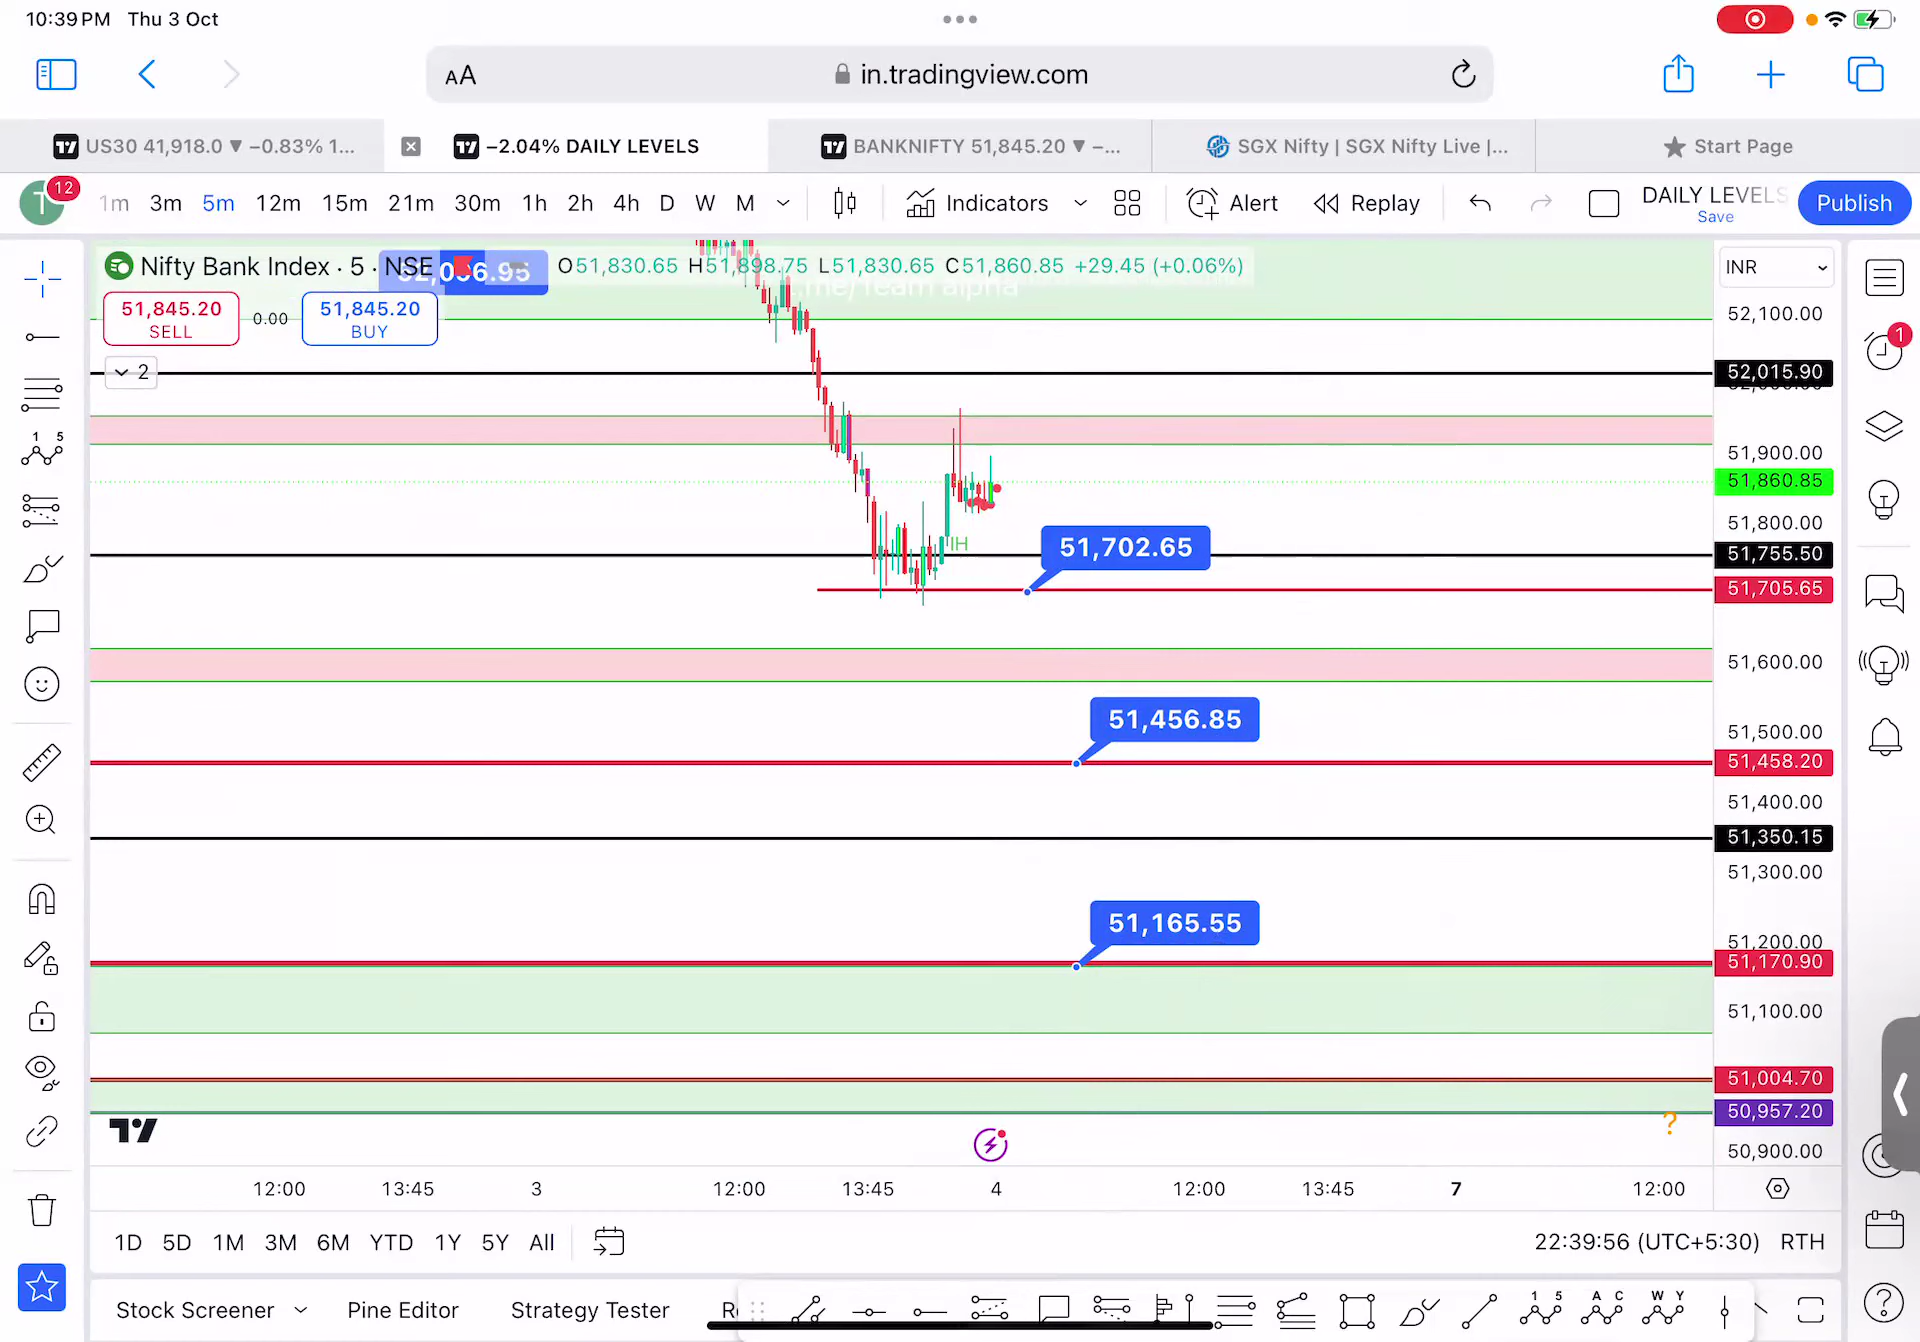 10:39 PM Thu 3 Oct
AA in.tradingview.com
US30 41,918.0 ▼ −0.83% 1...
−2.04% DAILY LEVELS
BANKNIFTY 51,845.20 ▼ −...
SGX Nifty | SGX Nifty Live |...
Start Page
T 12 1m 3m 5m 12m 15m 21m 30m 1h 2h 4h D W M Indicators Alert Replay DAILY LEVELS Publish
Save
Nifty Bank Index · 5 · NSE O51,830.65 H51,898.75 L51,830.65 C51,860.85 +29.45 (+0.06%)
51,845.20 SELL
0.00
51,845.20 BUY
2
INR
52,100.00
52,015.90
51,900.00
51,860.85
51,800.00
IH
51,702.65
51,755.50
51,705.65
51,600.00
51,456.85
51,500.00
51,458.20
51,400.00
51,350.15
51,300.00
51,165.55
51,200.00
51,170.90
51,100.00
51,004.70
50,957.20
?
50,900.00
12:00 13:45 3 12:00 13:45 4 12:00 13:45 7 12:00
1D 5D 1M 3M 6M YTD 1Y 5Y All
22:39:56 (UTC+5:30) RTH
Stock Screener Pine Editor Strategy Tester
1 5
A C
W Y
1 5
1
?